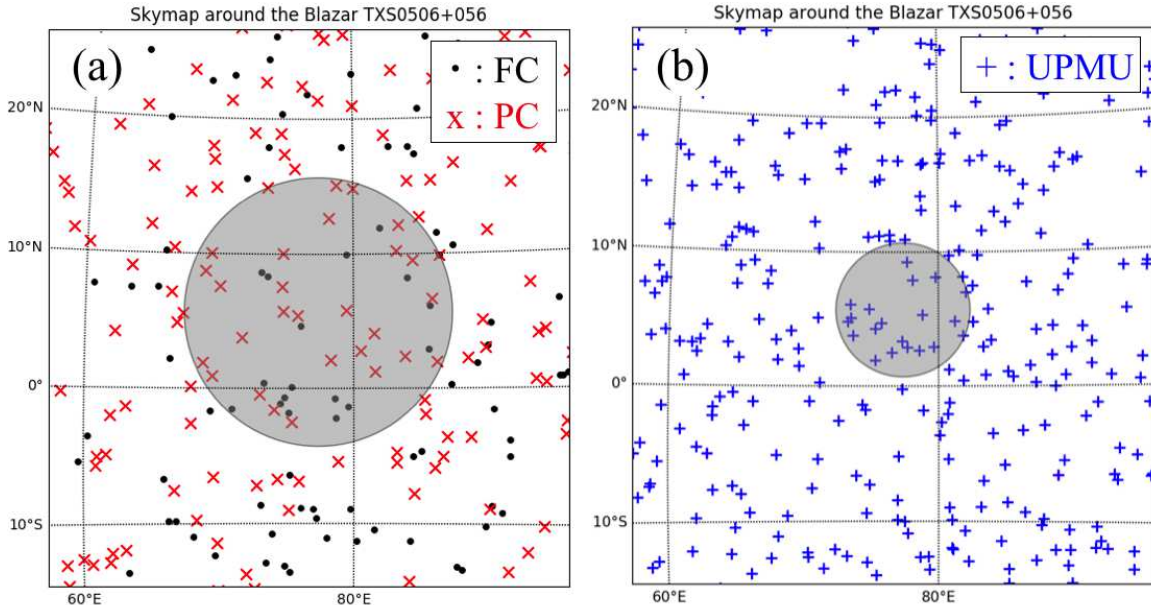 Skymap around the Blazar TXS0506+056
(a)
• : FC
x : PC
20°N
10°N
0°
10°S
60°E
80°E
Skymap around the Blazar TXS0506+056
(b)
+ : UPMU
20°N
10°N
0°
10°S
60°E
80°E